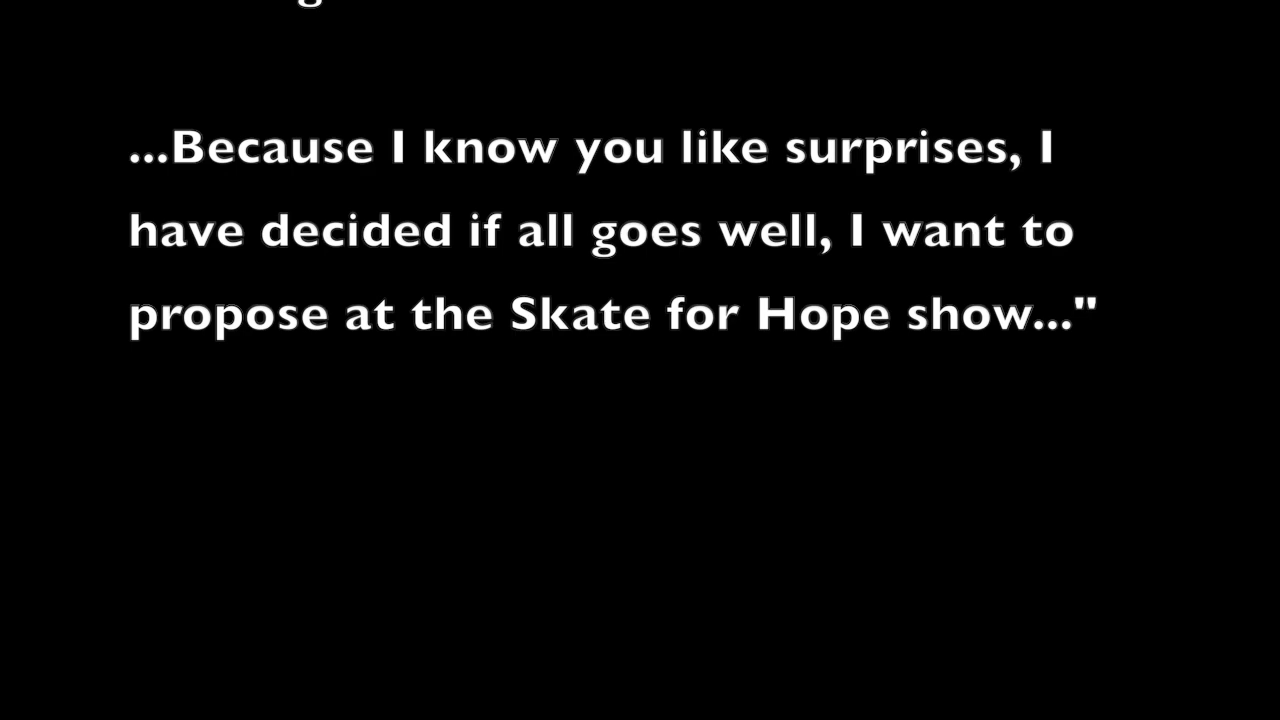 ...Because I know you like surprises, I
have decided if all goes well, I want to
propose at the Skate for Hope show..."